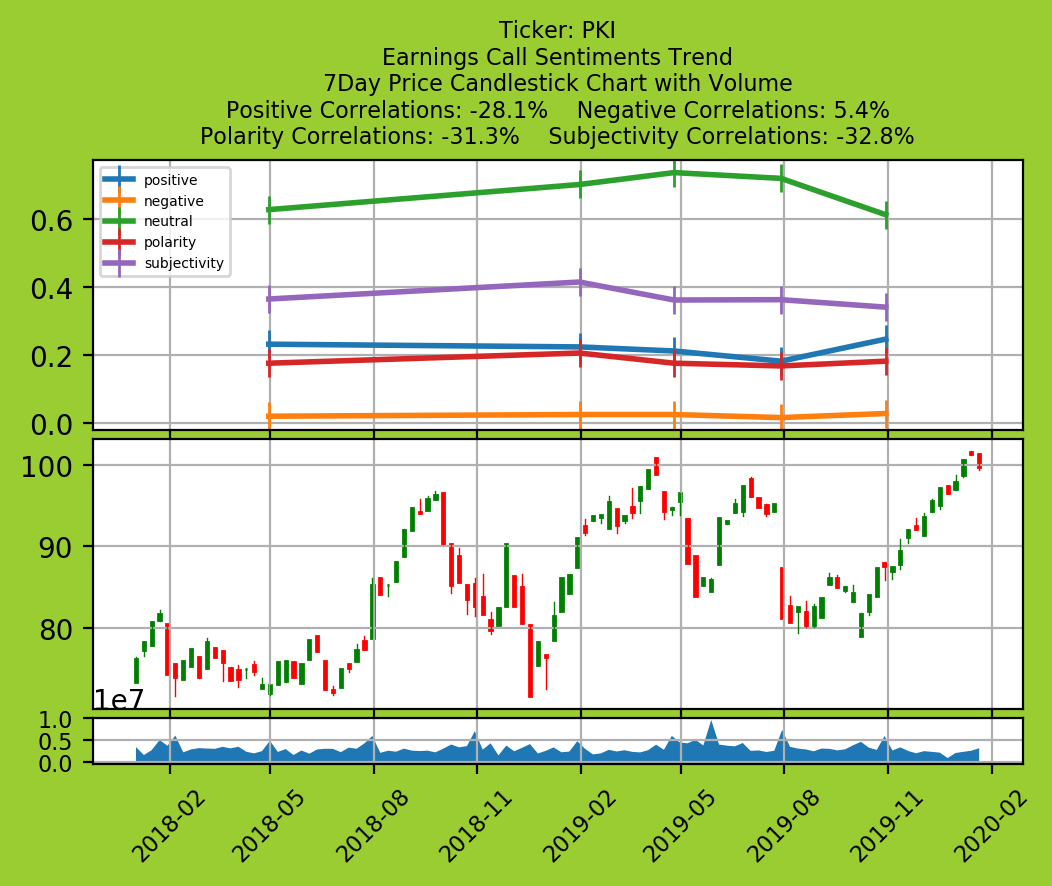 Ticker: PKI
Earnings Call Sentiments Trend
7Day Price Candlestick Chart with Volume
Positive Correlations: -28.1%    Negative Correlations: 5.4%
Polarity Correlations: -31.3%    Subjectivity Correlations: -32.8%
positive
negative
neutral
polarity
subjectivity
0.6
0.4
0.2
0.0
100
90
80
1e7
1.0
0.5
0.0
2018-02
2018-05
2018-08
2018-11
2019-02
2019-05
2019-08
2019-11
2020-02